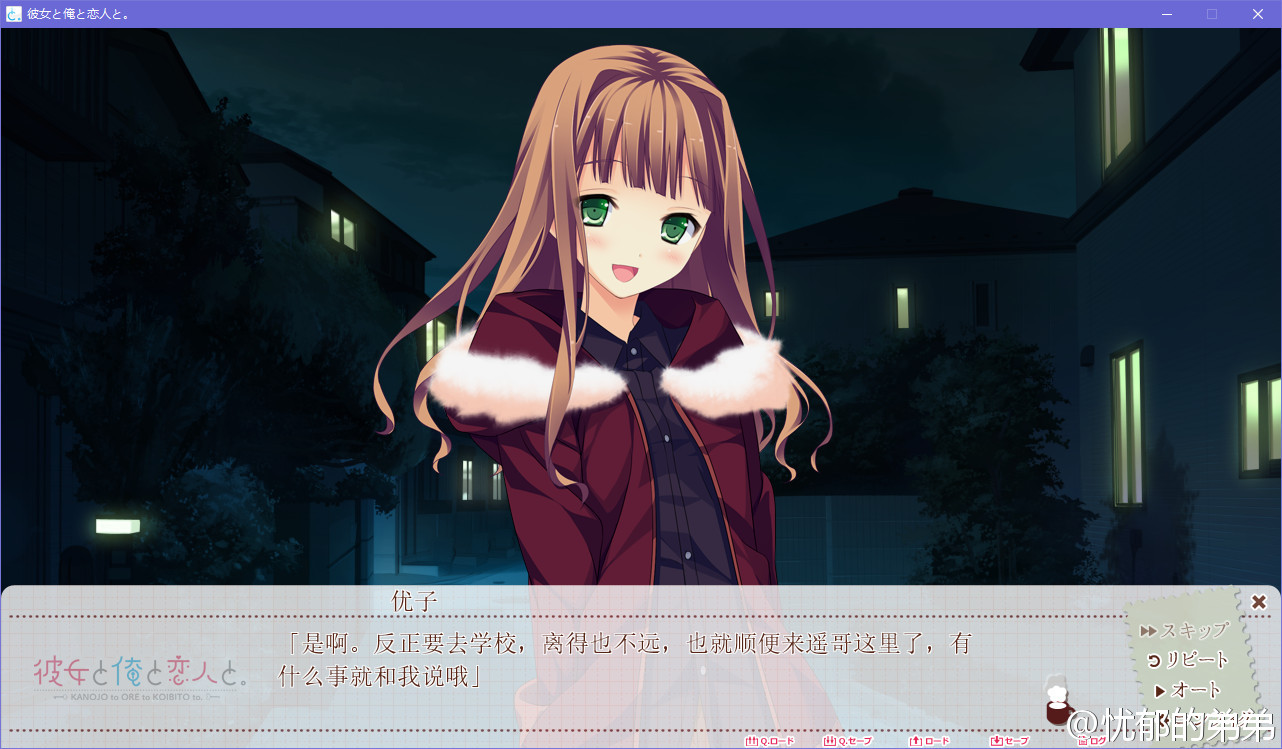 彼女と俺と恋人と。
优子
「是啊。反正要去学校，离得也不远，也就顺便来遥哥这里了，有
什么事就和我说哦」
彼女と俺と恋人と。
KANOJO to ORE to KOIBITO to.
スキップ
リピート
オート
Q.ロード
Q.セーブ
ロード
セーブ
ログ
@忧郁的弟弟